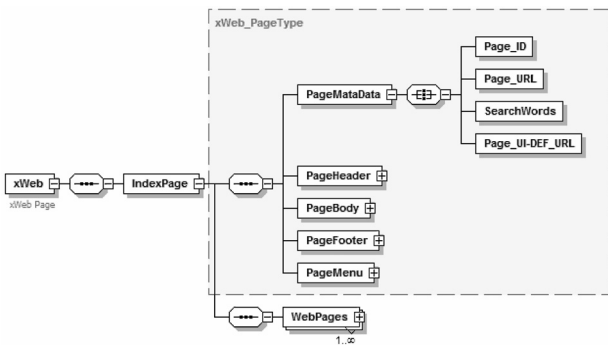 xWeb_PageType
Page_ID
Page_URL
PageMataData
SearchWords
Page_UI-DEF_URL
xWeb
IndexPage
PageHeader
xWeb Page
PageBody
PageFooter
PageMenu
WebPages
1..∞